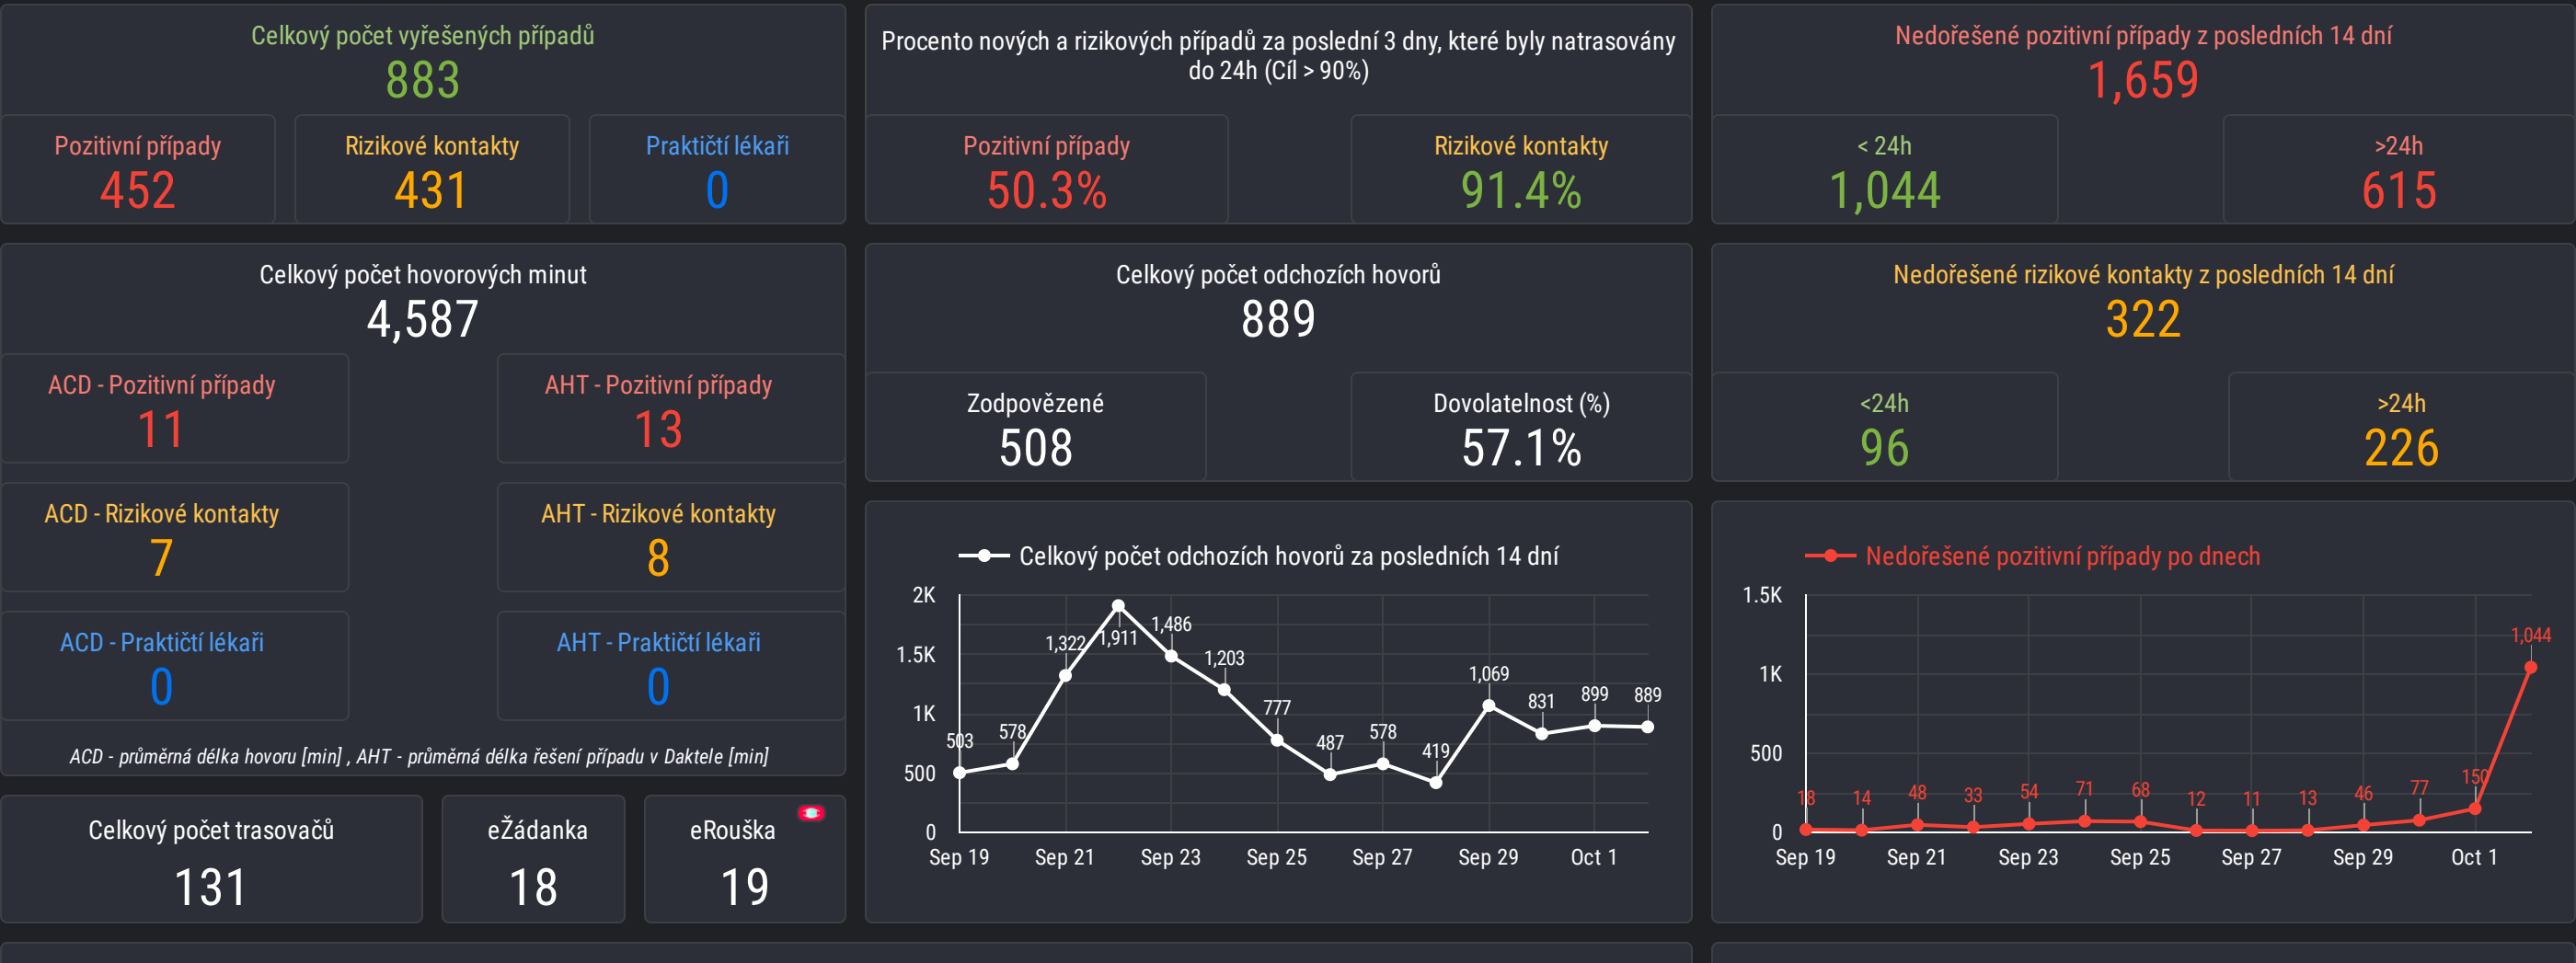 Celkový počet vyřešených případů
883
Pozitivní případy
452
Rizikové kontakty
431
Praktičtí lékaři
0
Procento nových a rizikových případů za poslední 3 dny, které byly natrasovány
do 24h (Cíl > 90%)
Pozitivní případy
50.3%
Rizikové kontakty
91.4%
Nedořešené pozitivní případy z posledních 14 dní
1,659
< 24h
1,044
>24h
615
Celkový počet hovorových minut
4,587
ACD - Pozitivní případy
11
AHT - Pozitivní případy
13
ACD - Rizikové kontakty
7
AHT - Rizikové kontakty
8
ACD - Praktičtí lékaři
0
AHT - Praktičtí lékaři
0
ACD - průměrná délka hovoru [min] , AHT - průměrná délka řešení případu v Daktele [min]
Celkový počet odchozích hovorů
889
Zodpovězené
508
Dovolatelnost (%)
57.1%
Nedořešené rizikové kontakty z posledních 14 dní
322
<24h
96
>24h
226
Celkový počet trasovačů
131
eŽádanka
18
eRouška
19
Celkový počet odchozích hovorů za posledních 14 dní
2K
1.5K
1K
500
0
503
578
1,322
1,911
1,486
1,203
777
487
578
419
1,069
831
899
889
Sep 19
Sep 21
Sep 23
Sep 25
Sep 27
Sep 29
Oct 1
Nedořešené pozitivní případy po dnech
1.5K
1K
500
0
18
14
48
33
54
71
68
12
11
13
46
77
150
1,044
Sep 19
Sep 21
Sep 23
Sep 25
Sep 27
Sep 29
Oct 1